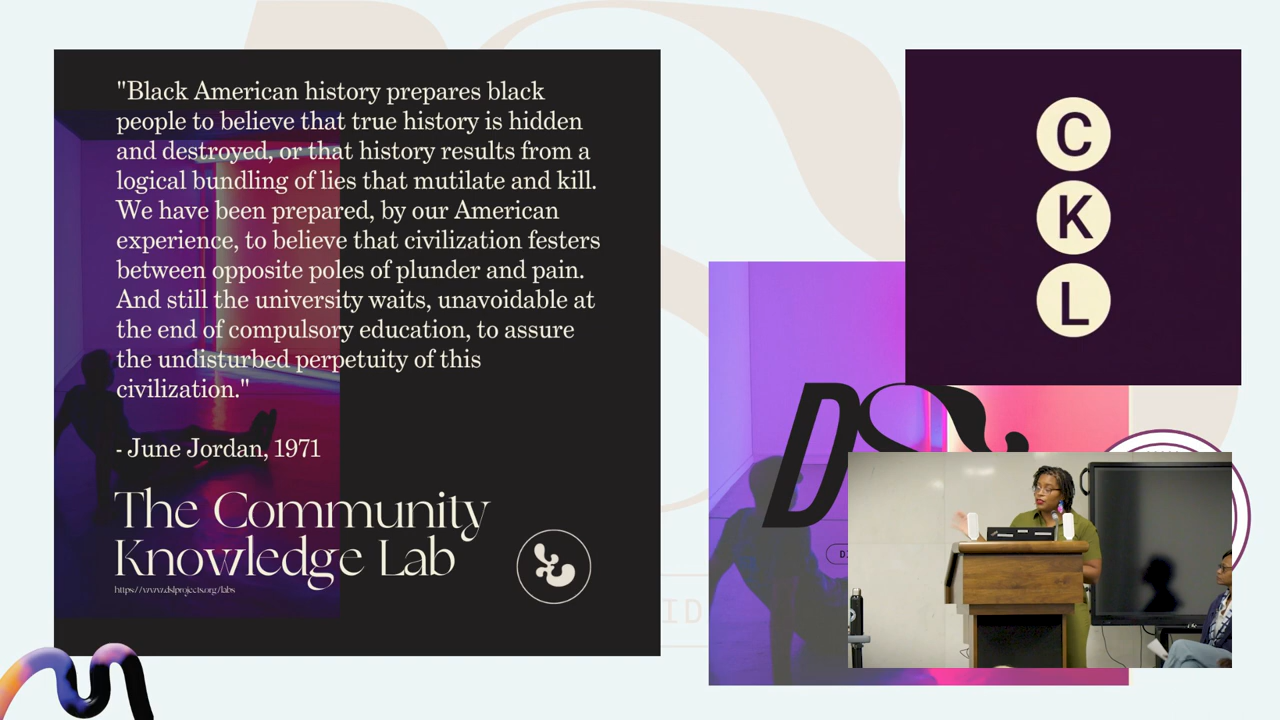 "Black American history prepares black
people to believe that true history is hidden
and destroyed, or that history results from a
logical bundling of lies that mutilate and kill.
We have been prepared, by our American
experience, to believe that civilization festers
between opposite poles of plunder and pain.
And still the university waits, unavoidable at
the end of compulsory education, to assure
the undisturbed perpetuity of this
civilization."
- June Jordan, 1971
The Community
Knowledge Lab
https://www.dslprojects.org/labs
C
K
L
DS